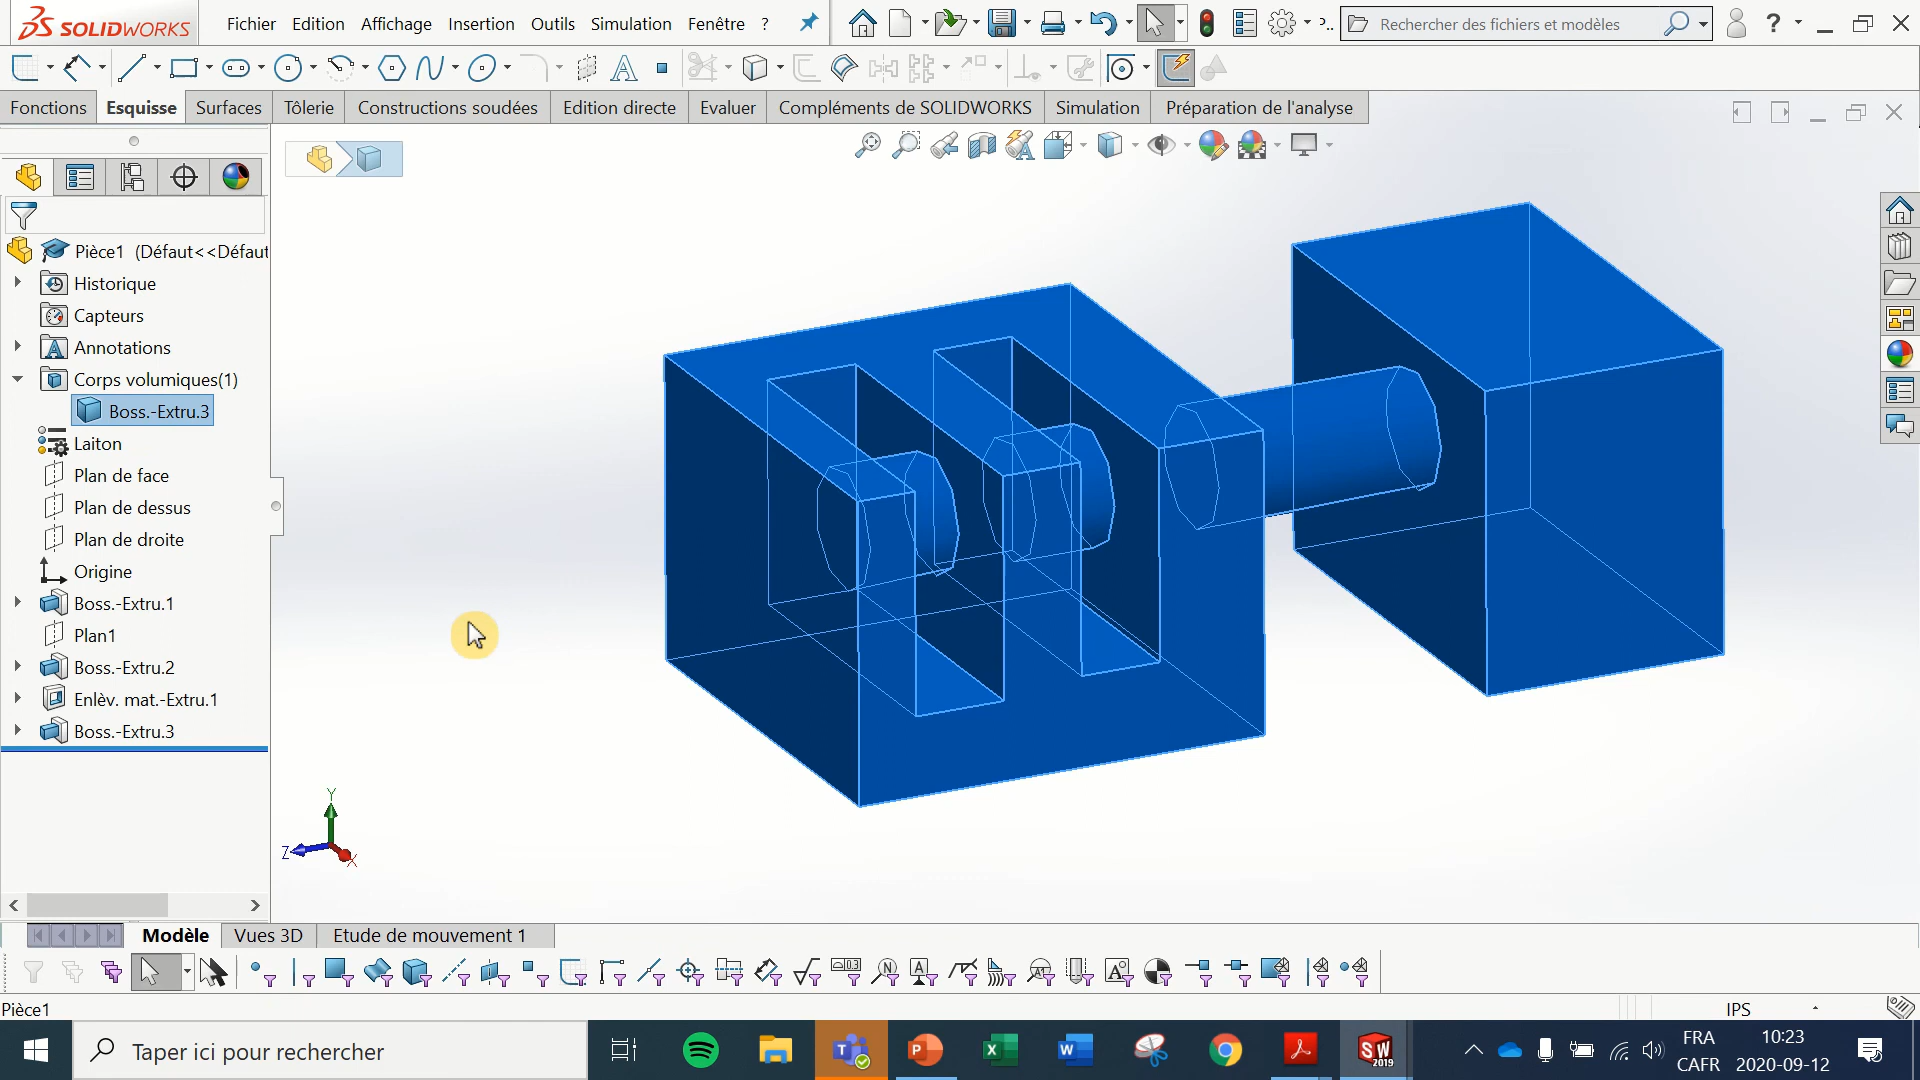 SOLIDWORKS
Fichier Edition Affichage Insertion Outils Simulation Fenêtre ?
Rechercher des fichiers et modèles
Fonctions Esquisse Surfaces Tôlerie Constructions soudées Edition directe Evaluer Compléments de SOLIDWORKS Simulation Préparation de l'analyse
Pièce1 (Défaut<<Défaut
Historique
Capteurs
Annotations
Corps volumiques(1)
Boss.-Extru.3
Laiton
Plan de face
Plan de dessus
Plan de droite
Origine
Boss.-Extru.1
Plan1
Boss.-Extru.2
Enlèv. mat.-Extru.1
Boss.-Extru.3
Y
Z
X
Modèle Vues 3D Etude de mouvement 1
Pièce1
IPS
Taper ici pour rechercher
SW
2019
FRA
CAFR
10:23
2020-09-12